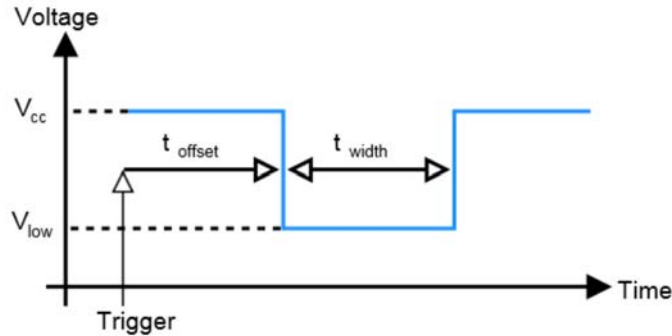 Voltage
Vcc
t offset
t width
Vlow
Time
Trigger